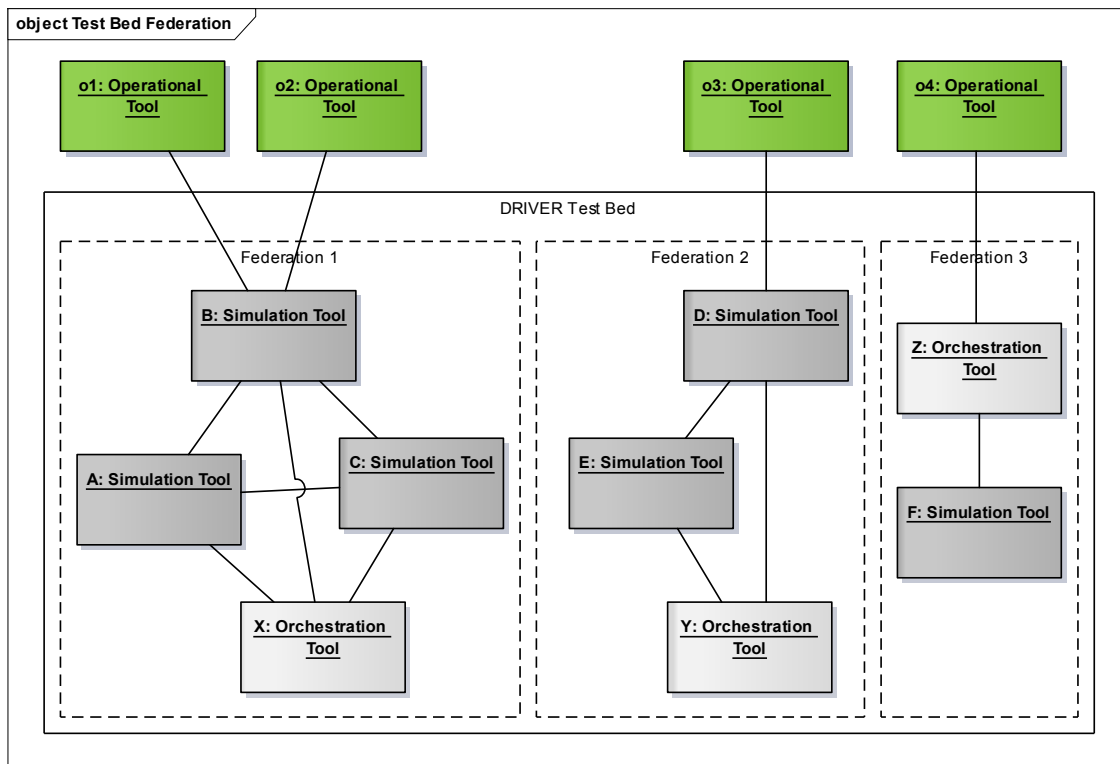 object Test Bed Federation
o1: Operational
Tool
o2: Operational
Tool
o3: Operational
Tool
o4: Operational
Tool
DRIVER Test Bed
Federation 1
Federation 2
Federation 3
B: Simulation Tool
D: Simulation Tool
Z: Orchestration
Tool
A: Simulation Tool
C: Simulation Tool
E: Simulation Tool
F: Simulation Tool
X: Orchestration
Tool
Y: Orchestration
Tool